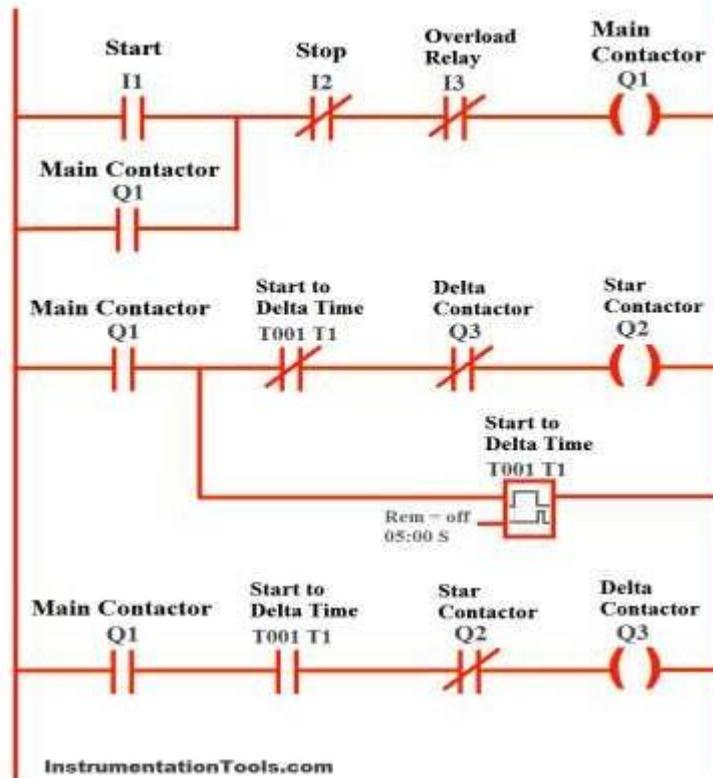 Start
I1
Stop
I2
Overload
Relay
I3
Main
Contactor
Q1
Main Contactor
Q1
Main Contactor
Q1
Start to
Delta Time
T001 T1
Delta
Contactor
Q3
Star
Contactor
Q2
Start to
Delta Time
T001 T1
Rem = off
05:00 S
Main Contactor
Q1
Start to
Delta Time
T001 T1
Star
Contactor
Q2
Delta
Contactor
Q3
InstrumentationTools.com